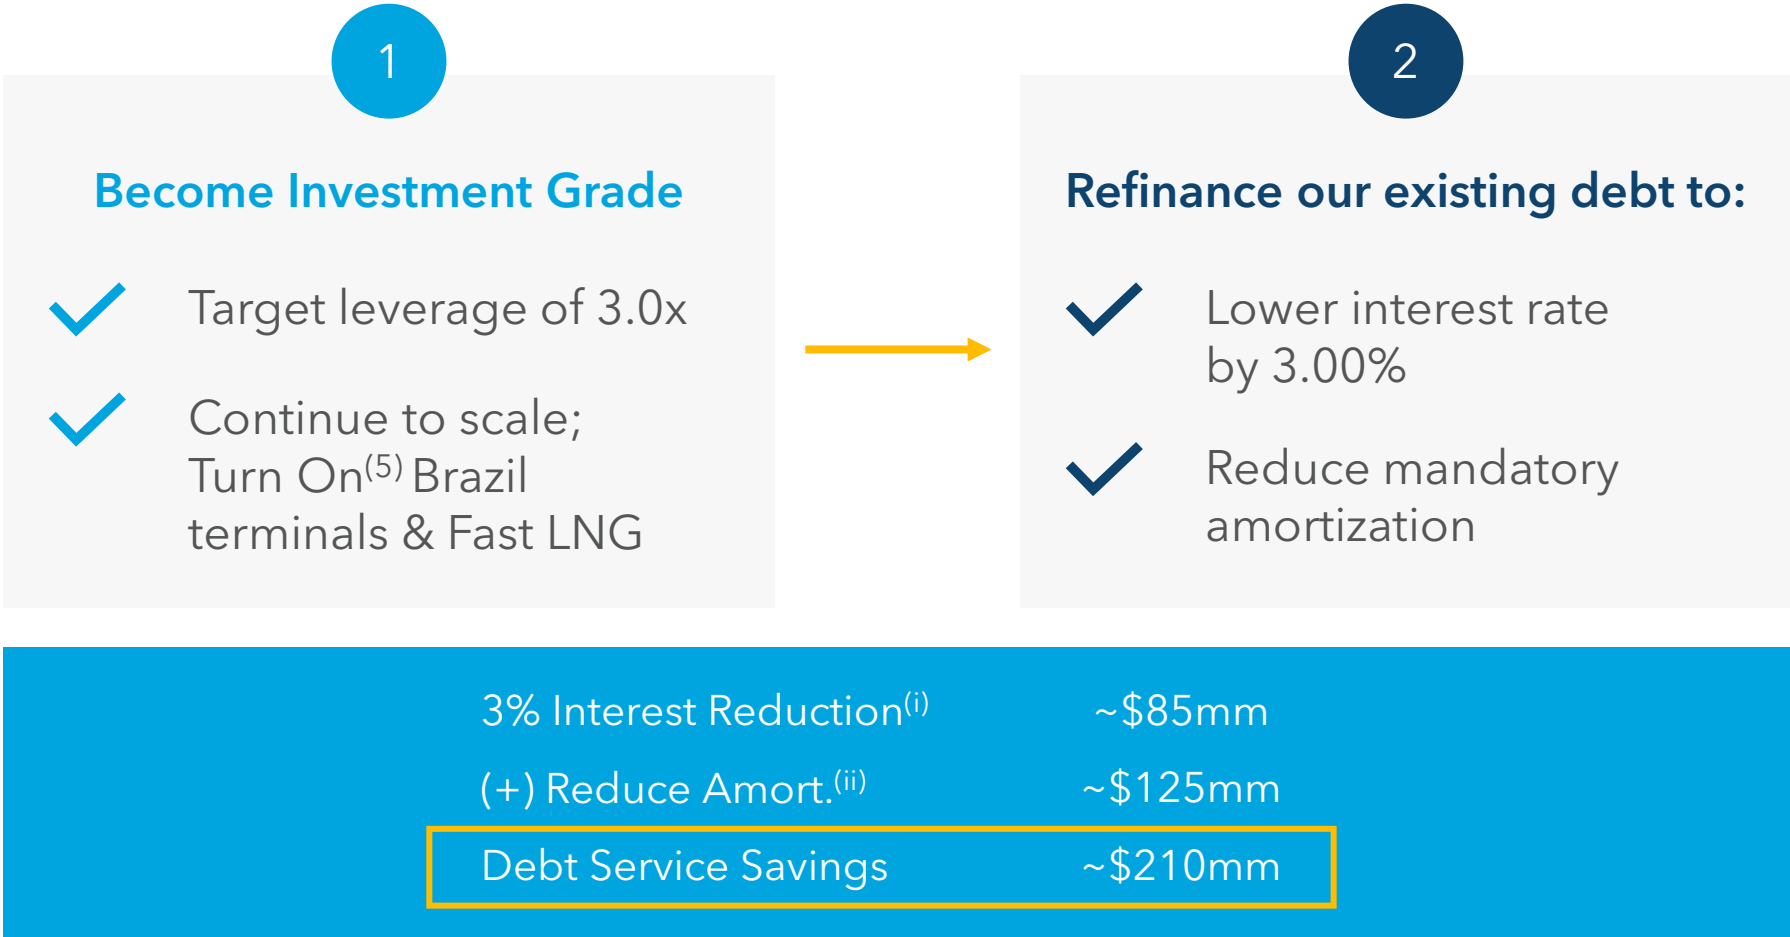 1
Become Investment Grade
Target leverage of 3.0x
Continue to scale;
Turn On(5) Brazil
terminals & Fast LNG
2
Refinance our existing debt to:
Lower interest rate
by 3.00%
Reduce mandatory
amortization
3% Interest Reduction(i) ~$85mm
(+) Reduce Amort.(ii) ~$125mm
Debt Service Savings ~$210mm